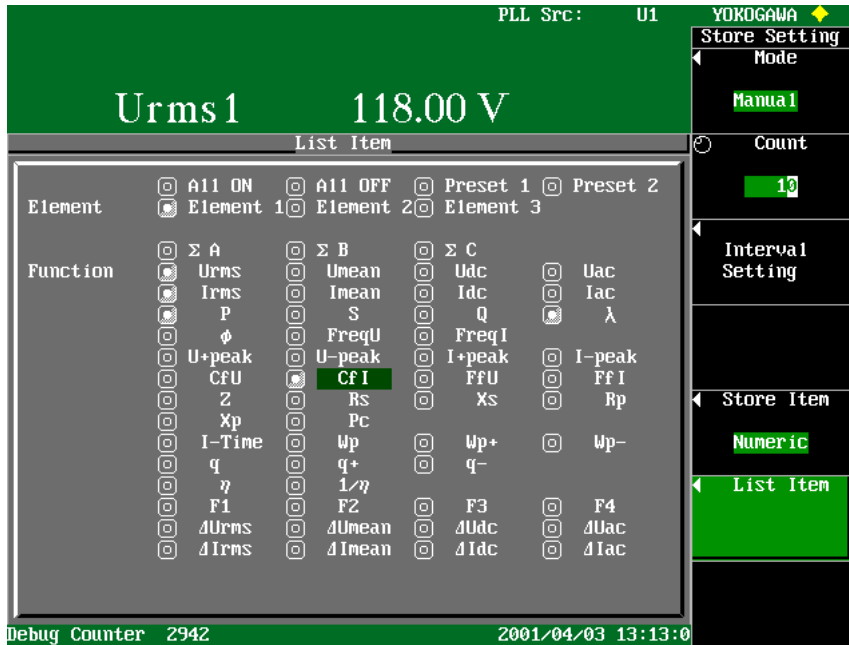 PLL Src: U1 YOKOGAWA
Store Setting
Mode
Urms1 118.00 V Manual
List Item Count
All ON All OFF Preset 1 Preset 2 10
Element Element 1 Element 2 Element 3
Σ A Σ B Σ C Interval
Function Urms Umean Udc Uac Setting
Irms Imean Idc Iac
P S Q λ
ϕ FreqU FreqI
U+peak U-peak I+peak I-peak
CfU CfI FfU FfI
Z Rs Xs Rp Store Item
Xp Pc
I-Time Wp Wp+ Wp- Numeric
q q+ q-
η 1/η List Item
F1 F2 F3 F4
ΔUrms ΔUmean ΔUdc ΔUac
ΔIrms ΔImean ΔIdc ΔIac
Debug Counter 2942 2001/04/03 13:13:0